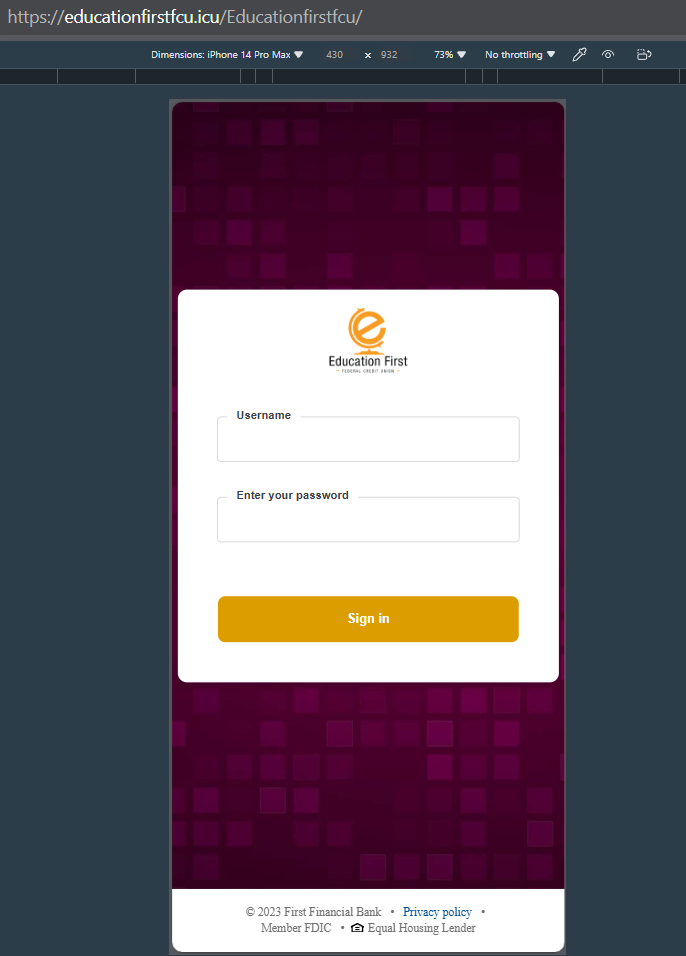 https://educationfirstfcu.icu/Educationfirstfcu/
Dimensions: iPhone 14 Pro Max ▼ 430 × 932 73% ▼ No throttling ▼
Education First
- FEDERAL CREDIT UNION -
Username
Enter your password
Sign in
© 2023 First Financial Bank • Privacy policy •
Member FDIC • Equal Housing Lender